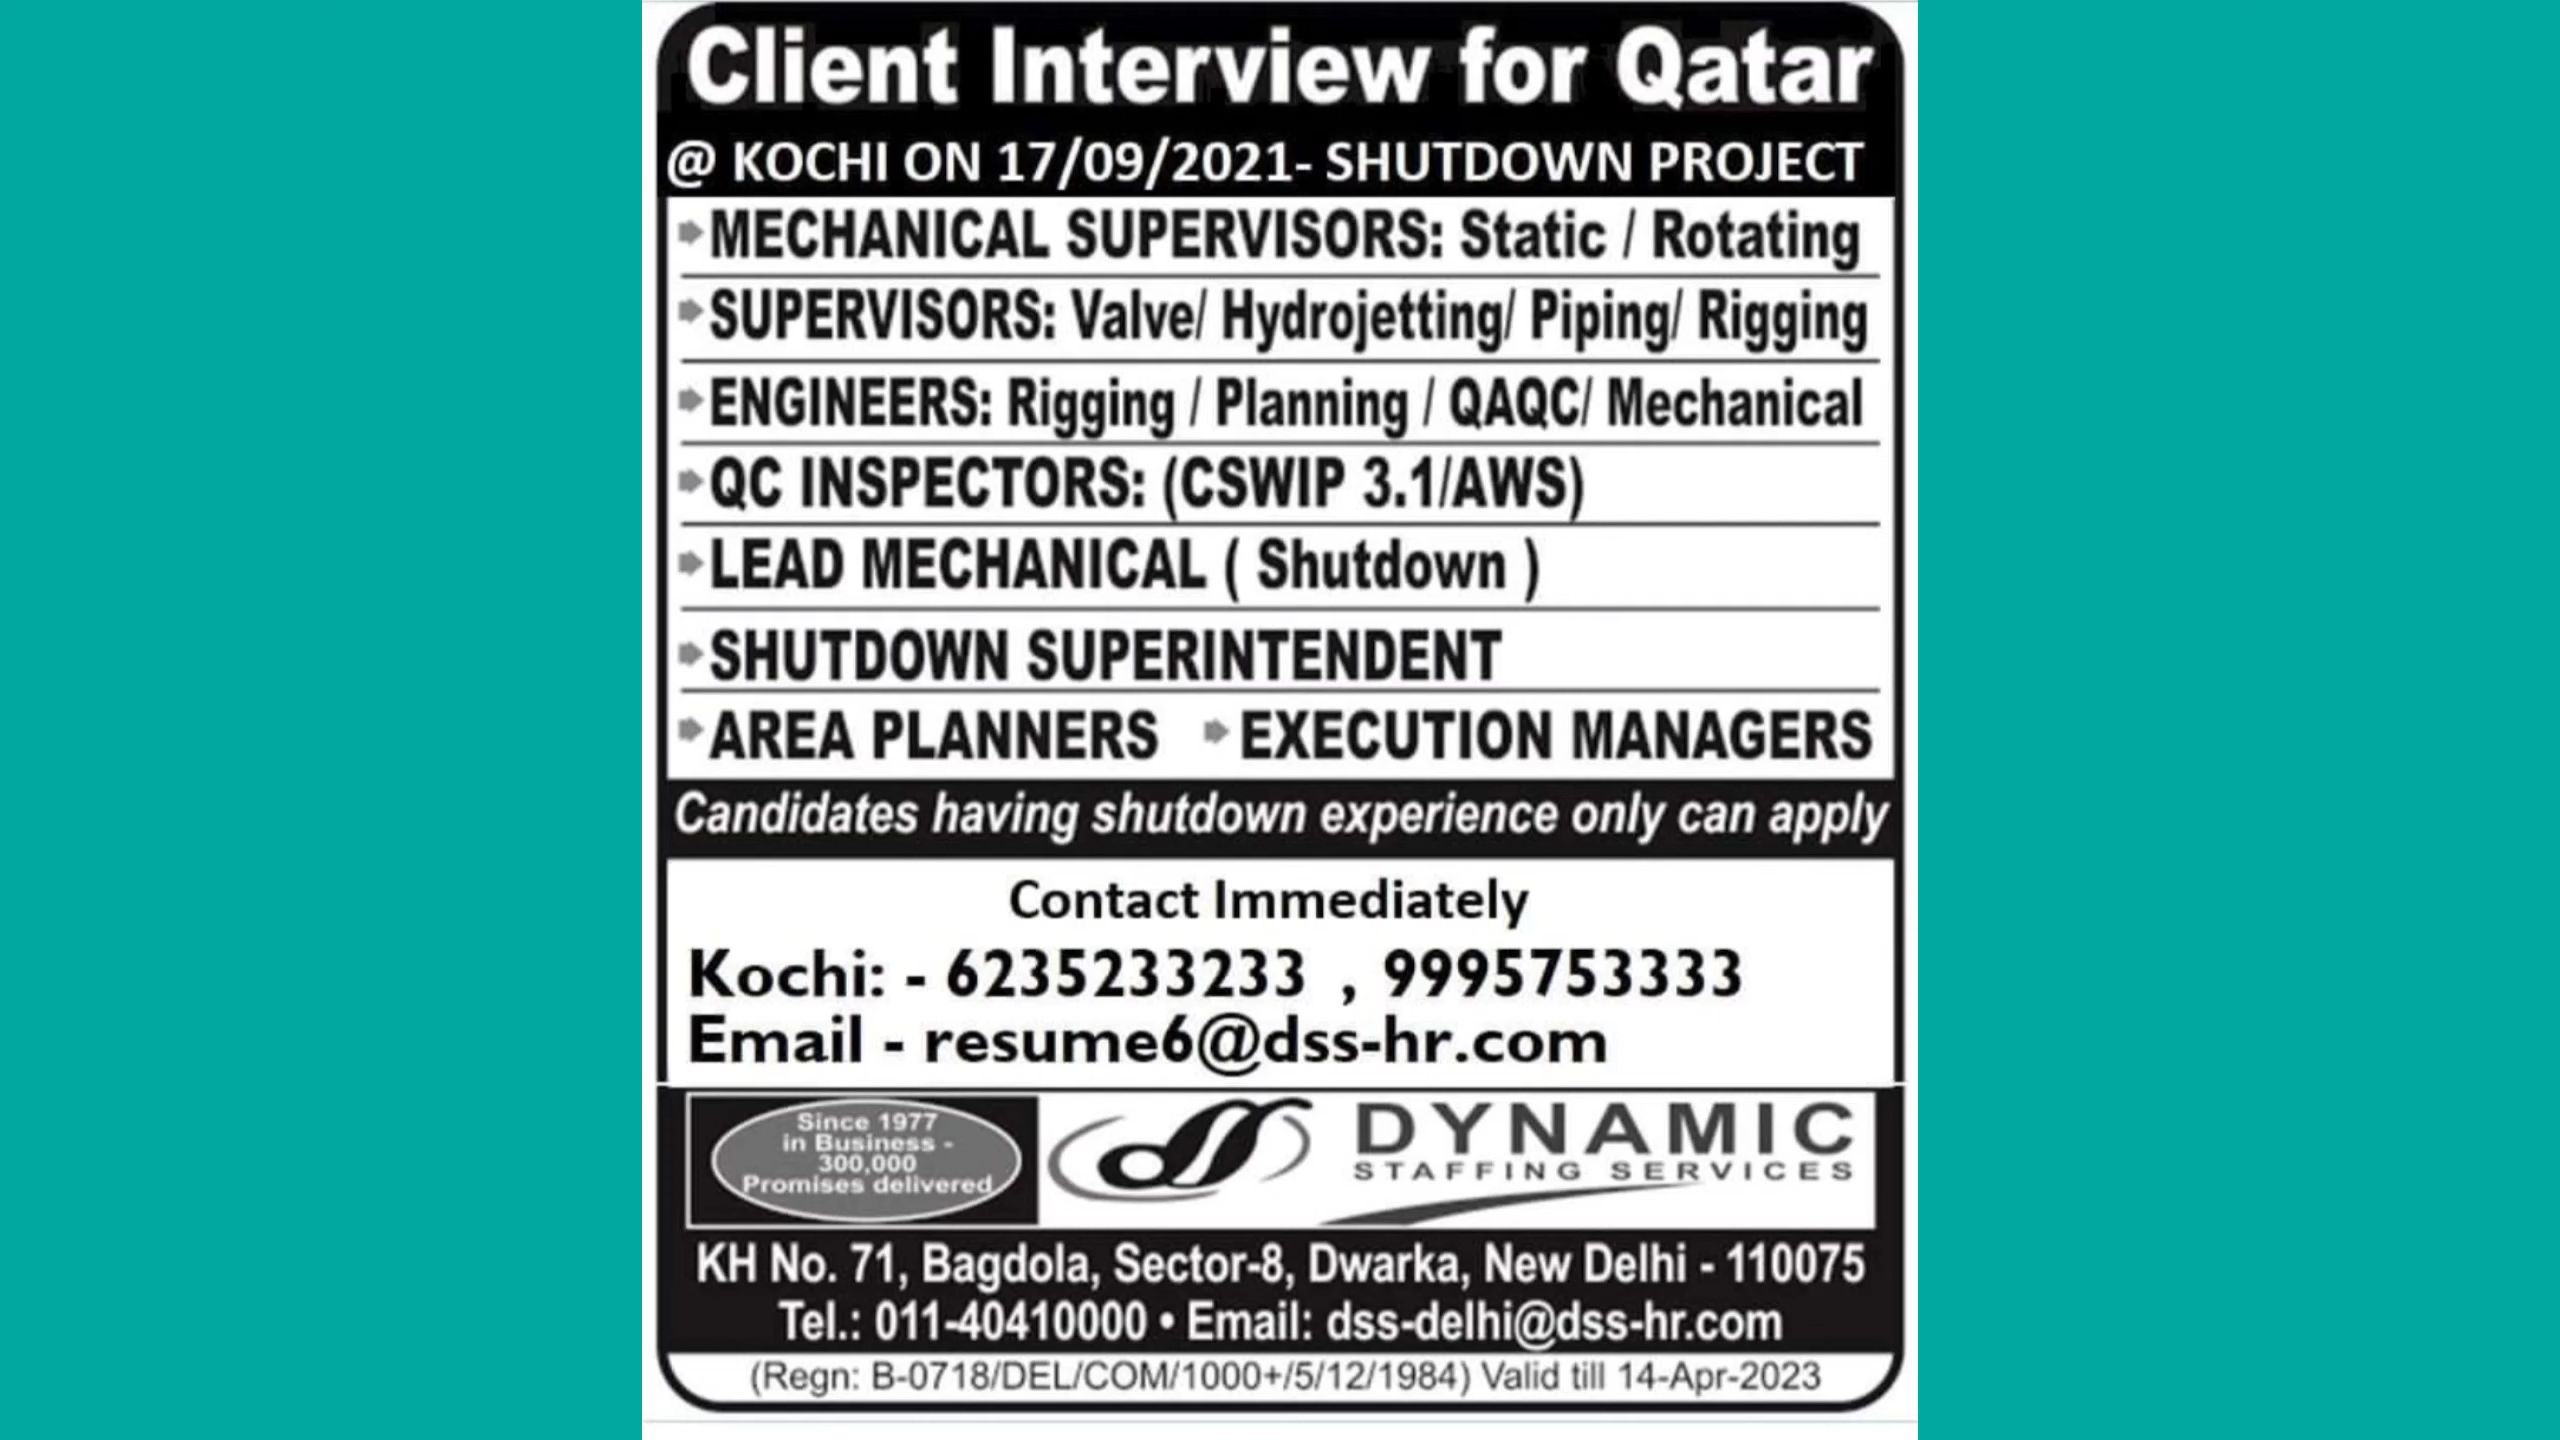 Client Interview for Qatar
@ KOCHI ON 17/09/2021- SHUTDOWN PROJECT
MECHANICAL SUPERVISORS: Static / Rotating
SUPERVISORS: Valve/ Hydrojetting/ Piping/ Rigging
ENGINEERS: Rigging / Planning / QAQC/ Mechanical
QC INSPECTORS: (CSWIP 3.1/AWS)
LEAD MECHANICAL ( Shutdown )
SHUTDOWN SUPERINTENDENT
AREA PLANNERS EXECUTION MANAGERS
Candidates having shutdown experience only can apply
Contact Immediately
Kochi: - 6235233233 , 9995753333
Email - resume6@dss-hr.com
Since 1977
in Business -
300,000
Promises delivered
dss
DYNAMIC
STAFFING SERVICES
KH No. 71, Bagdola, Sector-8, Dwarka, New Delhi - 110075
Tel.: 011-40410000 • Email: dss-delhi@dss-hr.com
(Regn: B-0718/DEL/COM/1000+/5/12/1984) Valid till 14-Apr-2023